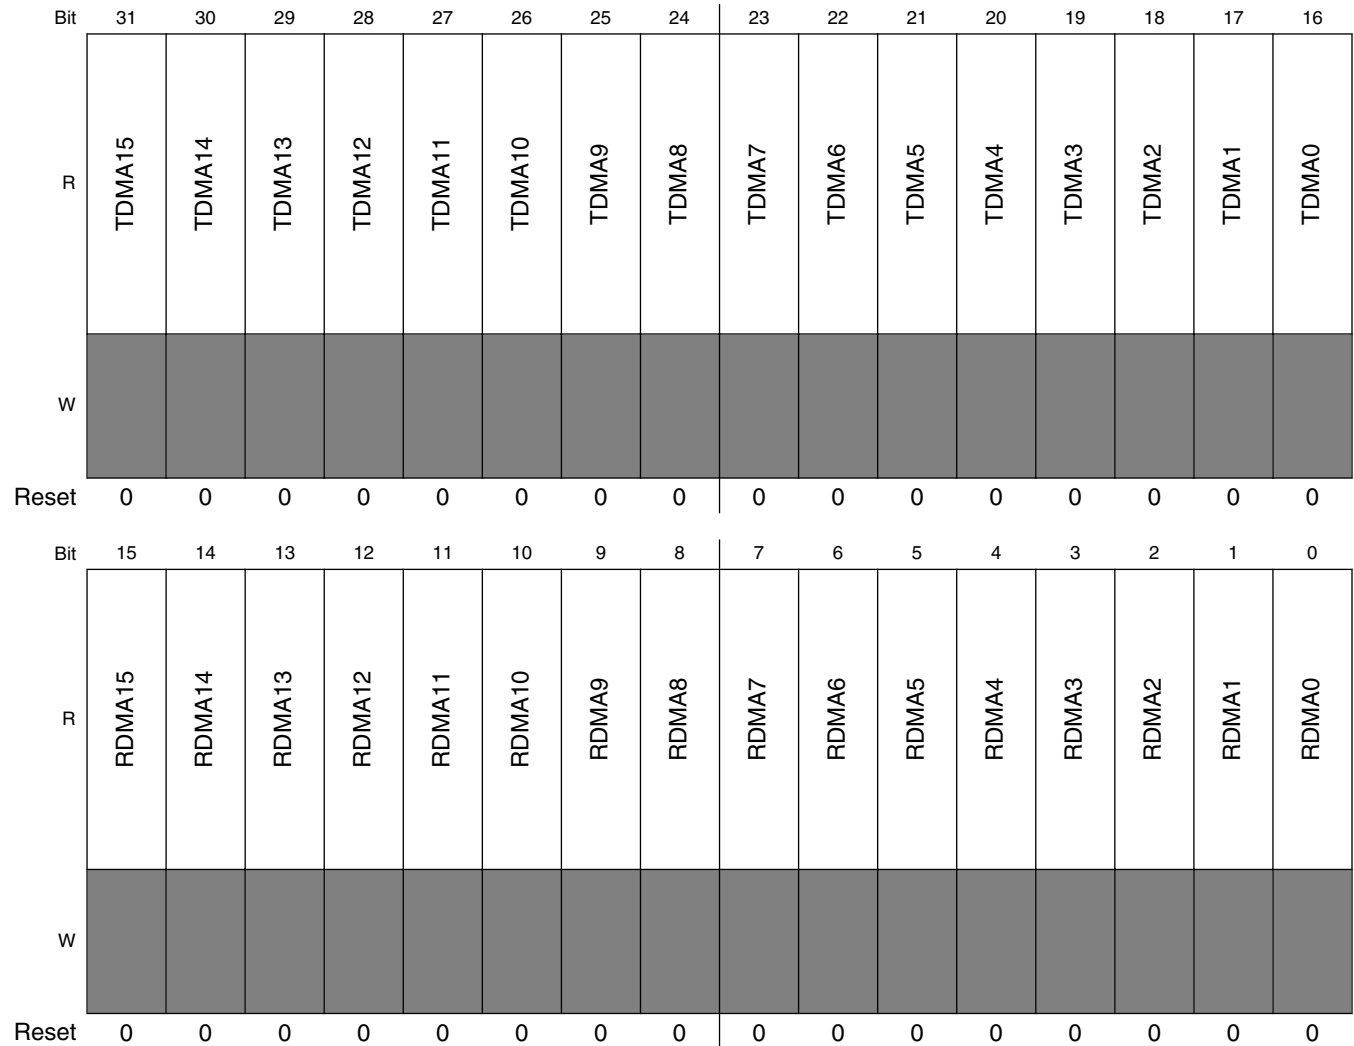 Bit 31 30 29 28 27 26 25 24 23 22 21 20 19 18 17 16
R TDMA15 TDMA14 TDMA13 TDMA12 TDMA11 TDMA10 TDMA9 TDMA8 TDMA7 TDMA6 TDMA5 TDMA4 TDMA3 TDMA2 TDMA1 TDMA0
W
Reset 0 0 0 0 0 0 0 0 0 0 0 0 0 0 0 0
Bit 15 14 13 12 11 10 9 8 7 6 5 4 3 2 1 0
R RDMA15 RDMA14 RDMA13 RDMA12 RDMA11 RDMA10 RDMA9 RDMA8 RDMA7 RDMA6 RDMA5 RDMA4 RDMA3 RDMA2 RDMA1 RDMA0
W
Reset 0 0 0 0 0 0 0 0 0 0 0 0 0 0 0 0